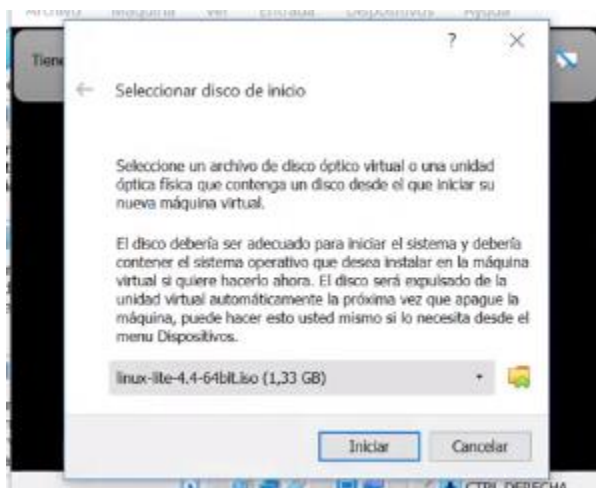 Archivo Máquina Ver Entrada Dispositivos Ayuda
? ×
Tiene
Seleccionar disco de inicio
Seleccione un archivo de disco óptico virtual o una unidad
óptica física que contenga un disco desde el que iniciar su
nueva máquina virtual.
El disco debería ser adecuado para iniciar el sistema y debería
contener el sistema operativo que desea instalar en la máquina
virtual si quiere hacerlo ahora. El disco será expulsado de la
unidad virtual automáticamente la próxima vez que apague la
máquina, puede hacer esto usted mismo si lo necesita desde el
menu Dispositivos.
linux-lite-4.4-64bit.iso (1,33 GB)
Iniciar Cancelar
CTRL DERECHA